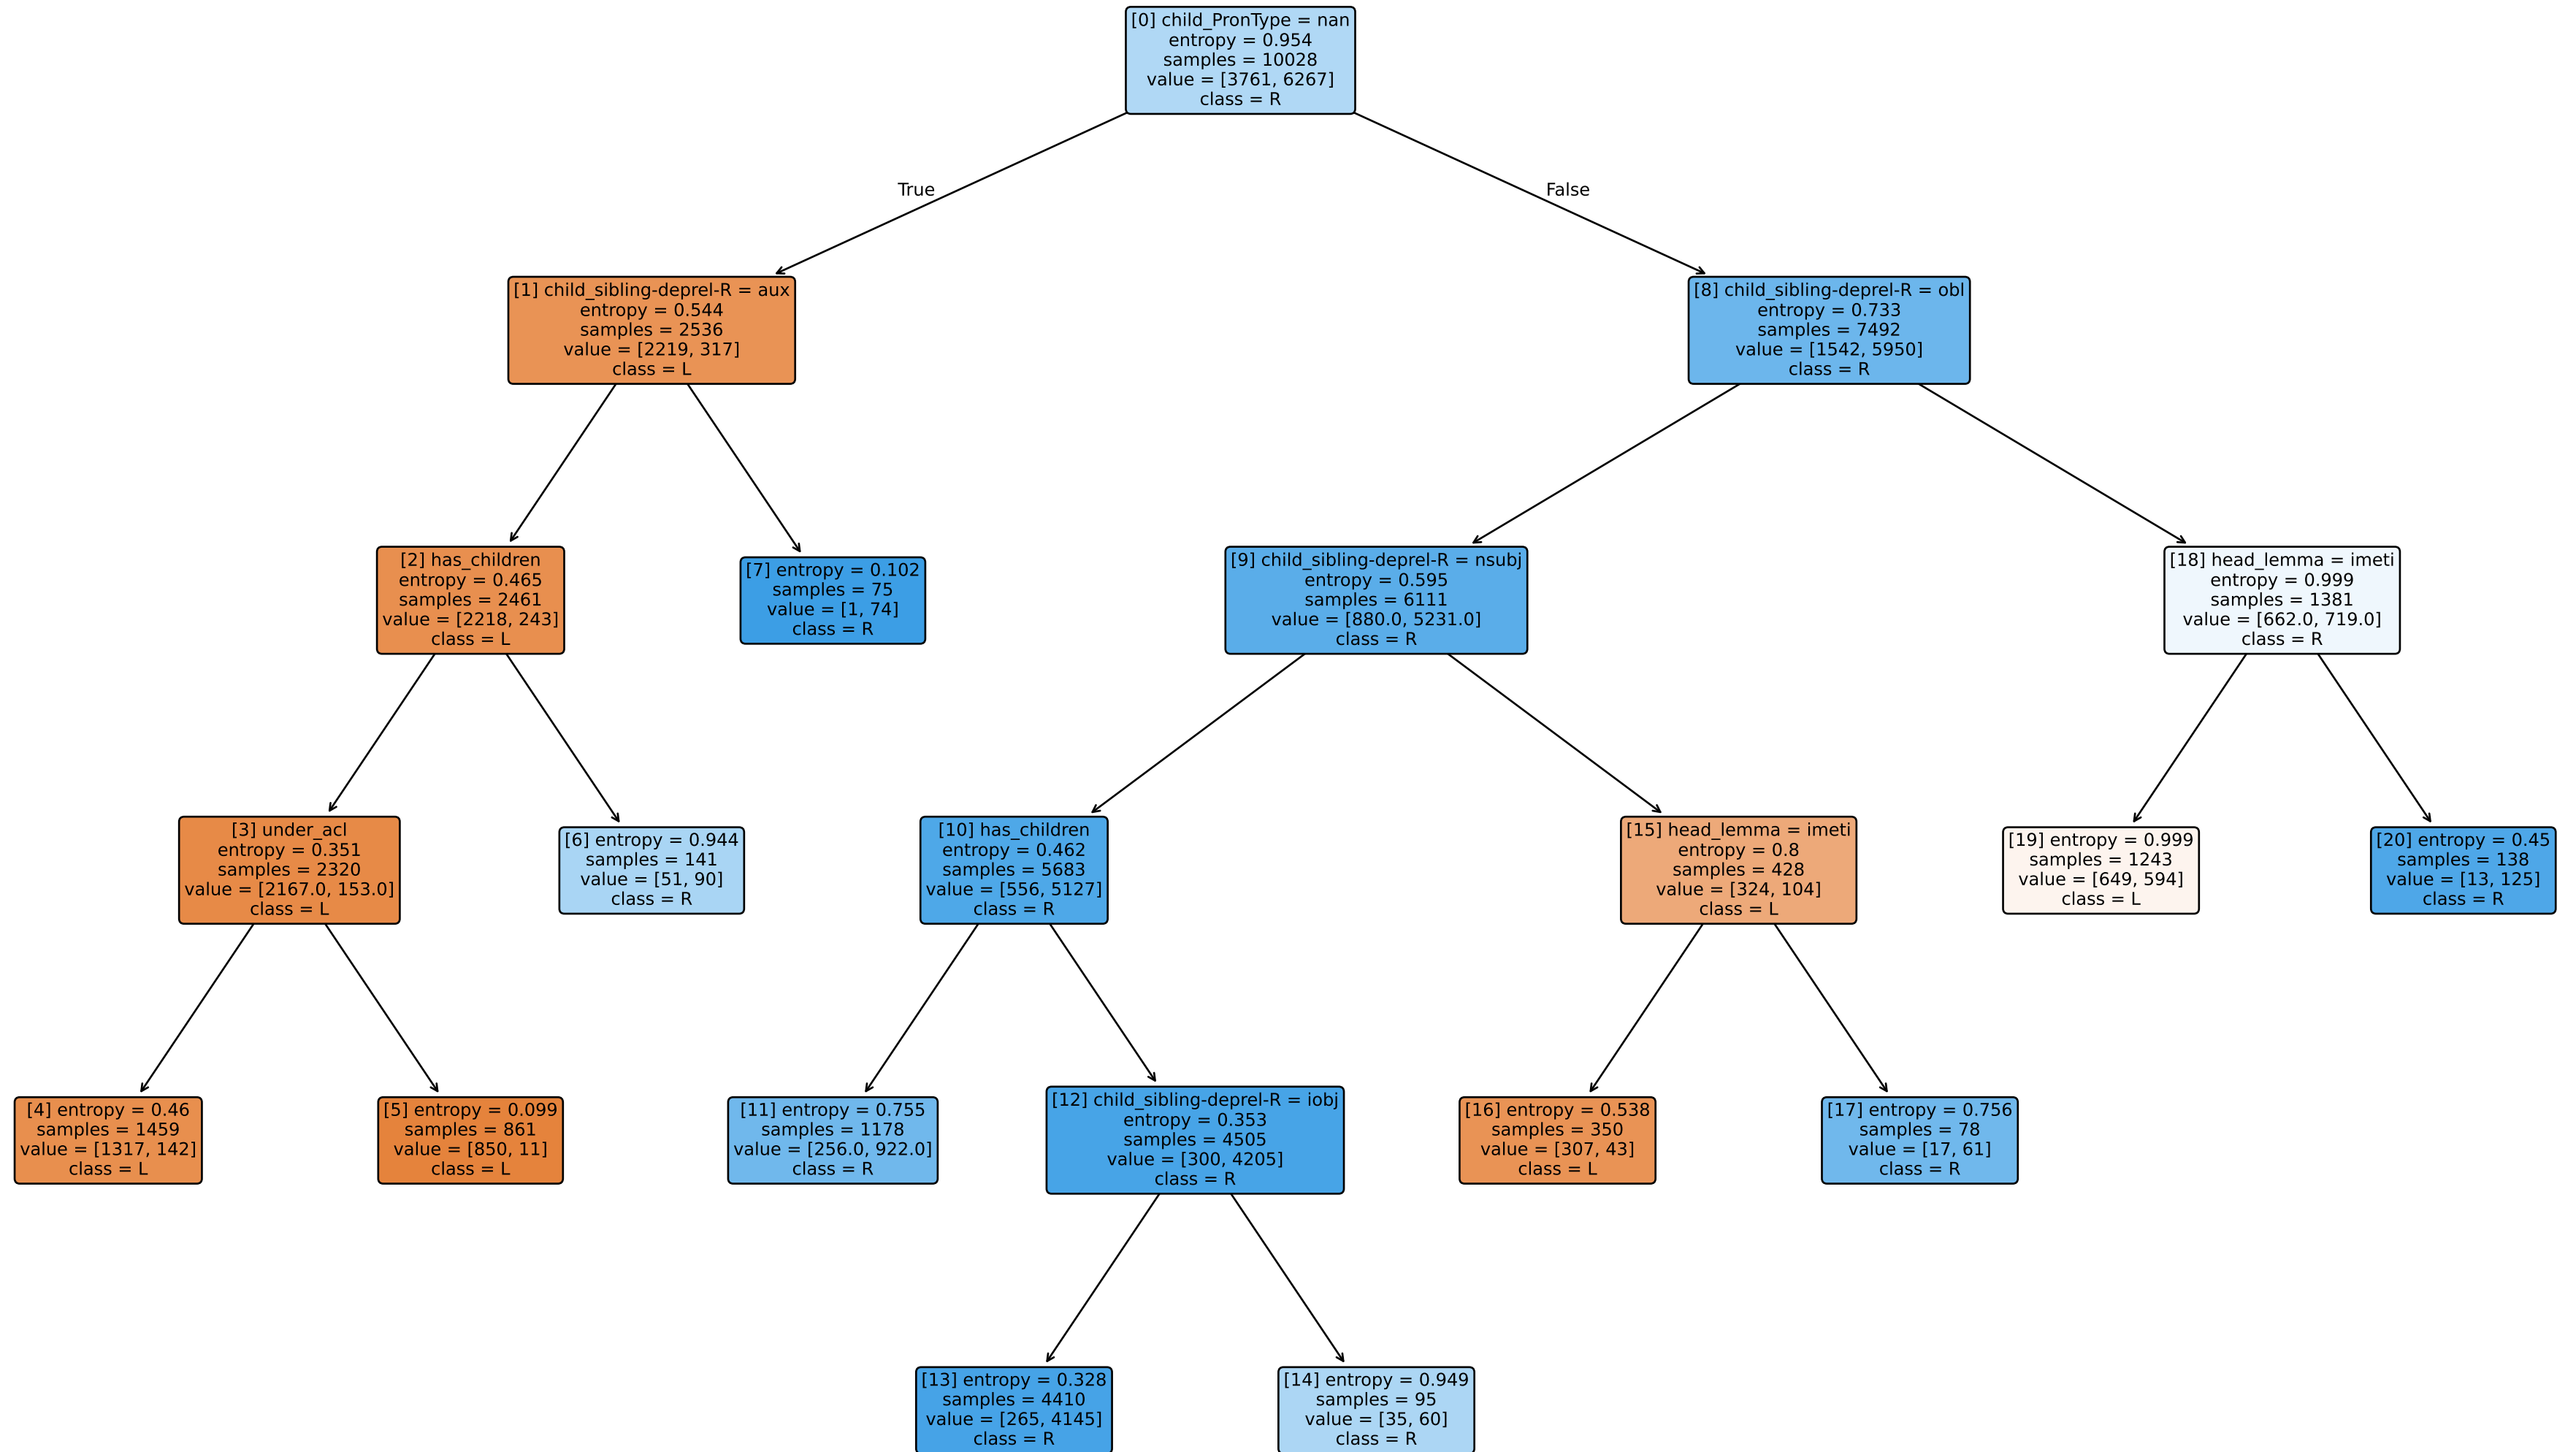 [0] child_PronType = nan
entropy = 0.954
samples = 10028
value = [3761, 6267]
class = R
True
False
[1] child_sibling-deprel-R = aux
entropy = 0.544
samples = 2536
value = [2219, 317]
class = L
[8] child_sibling-deprel-R = obl
entropy = 0.733
samples = 7492
value = [1542, 5950]
class = R
[2] has_children
entropy = 0.465
samples = 2461
value = [2218, 243]
class = L
[7] entropy = 0.102
samples = 75
value = [1, 74]
class = R
[9] child_sibling-deprel-R = nsubj
entropy = 0.595
samples = 6111
value = [880.0, 5231.0]
class = R
[18] head_lemma = imeti
entropy = 0.999
samples = 1381
value = [662.0, 719.0]
class = R
[3] under_acl
entropy = 0.351
samples = 2320
value = [2167.0, 153.0]
class = L
[6] entropy = 0.944
samples = 141
value = [51, 90]
class = R
[10] has_children
entropy = 0.462
samples = 5683
value = [556, 5127]
class = R
[15] head_lemma = imeti
entropy = 0.8
samples = 428
value = [324, 104]
class = L
[19] entropy = 0.999
samples = 1243
value = [649, 594]
class = L
[20] entropy = 0.45
samples = 138
value = [13, 125]
class = R
[4] entropy = 0.46
samples = 1459
value = [1317, 142]
class = L
[5] entropy = 0.099
samples = 861
value = [850, 11]
class = L
[11] entropy = 0.755
samples = 1178
value = [256.0, 922.0]
class = R
[12] child_sibling-deprel-R = iobj
entropy = 0.353
samples = 4505
value = [300, 4205]
class = R
[16] entropy = 0.538
samples = 350
value = [307, 43]
class = L
[17] entropy = 0.756
samples = 78
value = [17, 61]
class = R
[13] entropy = 0.328
samples = 4410
value = [265, 4145]
class = R
[14] entropy = 0.949
samples = 95
value = [35, 60]
class = R